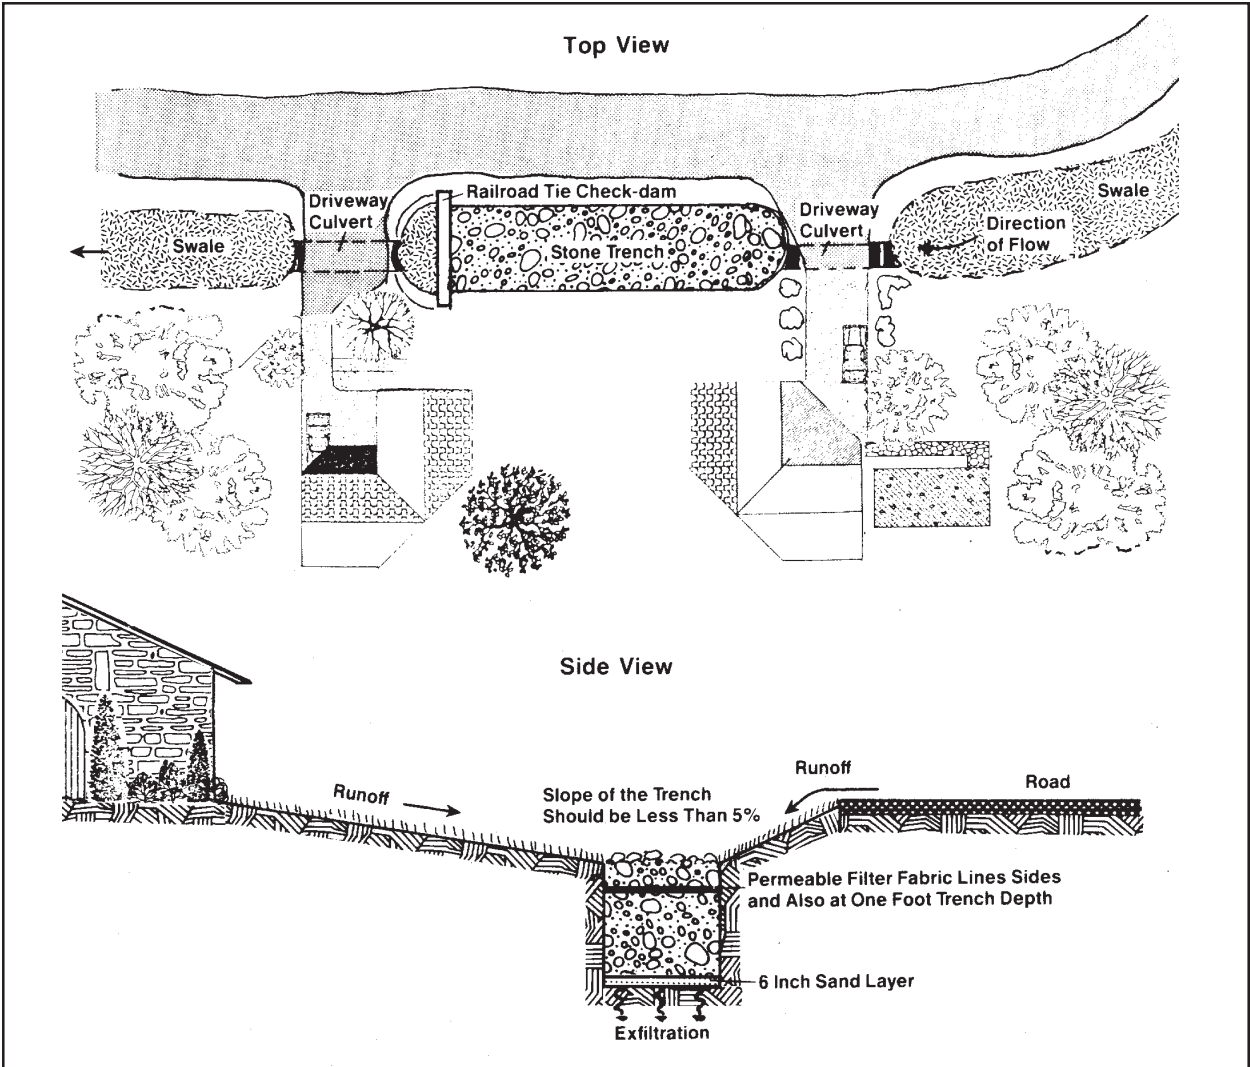 Top View
Railroad Tie Check-dam
Driveway
Culvert
Driveway
Culvert
Swale
Swale
Stone Trench
Direction
of Flow
Side View
Runoff
Runoff
Road
Slope of the Trench
Should be Less Than 5%
Permeable Filter Fabric Lines Sides
and Also at One Foot Trench Depth
6 Inch Sand Layer
Exfiltration